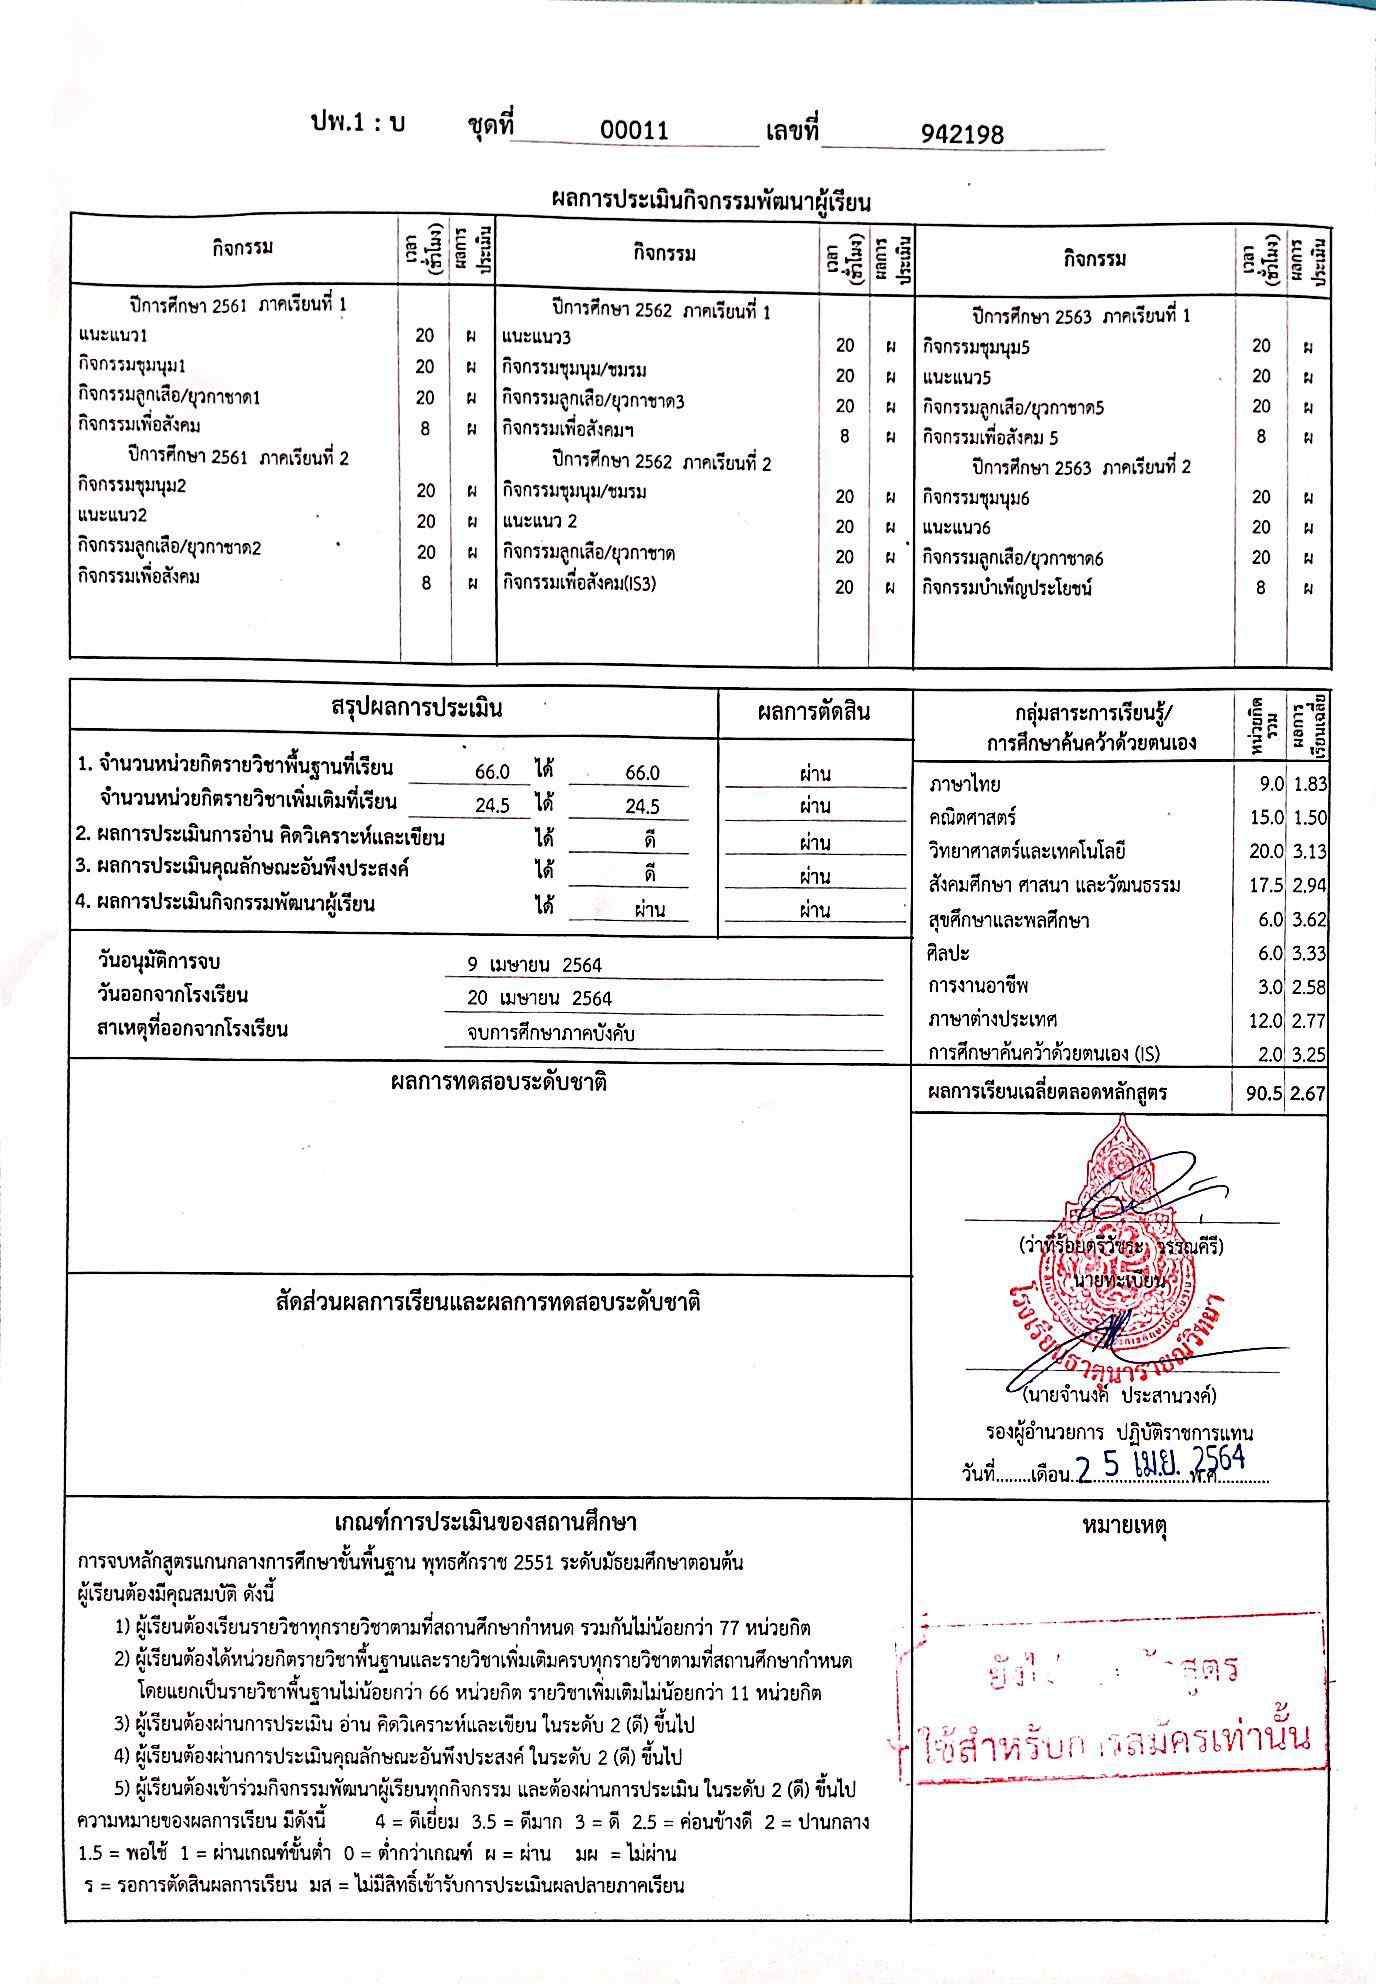 ปพ.1 : บ ชุดที่ 00011 เลขที่ 942198
ผลการประเมินกิจกรรมพัฒนาผู้เรียน
กิจกรรม เวลา (ชั่วโมง) ผลการประเมิน กิจกรรม เวลา (ชั่วโมง) ผลการประเมิน กิจกรรม เวลา (ชั่วโมง) ผลการประเมิน
ปีการศึกษา 2561 ภาคเรียนที่ 1 ปีการศึกษา 2562 ภาคเรียนที่ 1 ปีการศึกษา 2563 ภาคเรียนที่ 1
แนะแนว1 20 ผ แนะแนว3 20 ผ กิจกรรมชุมนุม5 20 ผ
กิจกรรมชุมนุม1 20 ผ กิจกรรมชุมนุม/ชมรม 20 ผ แนะแนว5 20 ผ
กิจกรรมลูกเสือ/ยุวกาชาด1 20 ผ กิจกรรมลูกเสือ/ยุวกาชาด3 20 ผ กิจกรรมลูกเสือ/ยุวกาชาด5 20 ผ
กิจกรรมเพื่อสังคม 8 ผ กิจกรรมเพื่อสังคมฯ 8 ผ กิจกรรมเพื่อสังคม 5 8 ผ
ปีการศึกษา 2561 ภาคเรียนที่ 2 ปีการศึกษา 2562 ภาคเรียนที่ 2 ปีการศึกษา 2563 ภาคเรียนที่ 2
กิจกรรมชุมนุม2 20 ผ กิจกรรมชุมนุม/ชมรม 20 ผ กิจกรรมชุมนุม6 20 ผ
แนะแนว2 20 ผ แนะแนว 2 20 ผ แนะแนว6 20 ผ
กิจกรรมลูกเสือ/ยุวกาชาด2 20 ผ กิจกรรมลูกเสือ/ยุวกาชาด 20 ผ กิจกรรมลูกเสือ/ยุวกาชาด6 20 ผ
กิจกรรมเพื่อสังคม 8 ผ กิจกรรมเพื่อสังคม(IS3) 20 ผ กิจกรรมบำเพ็ญประโยชน์ 8 ผ
สรุปผลการประเมิน ผลการตัดสิน
1. จำนวนหน่วยกิตรายวิชาพื้นฐานที่เรียน 66.0 ได้ 66.0 ผ่าน
จำนวนหน่วยกิตรายวิชาเพิ่มเติมที่เรียน 24.5 ได้ 24.5 ผ่าน
2. ผลการประเมินการอ่าน คิดวิเคราะห์และเขียน ได้ ดี ผ่าน
3. ผลการประเมินคุณลักษณะอันพึงประสงค์ ได้ ดี ผ่าน
4. ผลการประเมินกิจกรรมพัฒนาผู้เรียน ได้ ผ่าน ผ่าน
วันอนุมัติการจบ 9 เมษายน 2564
วันออกจากโรงเรียน 20 เมษายน 2564
สาเหตุที่ออกจากโรงเรียน จบการศึกษาภาคบังคับ
กลุ่มสาระการเรียนรู้/ การศึกษาค้นคว้าด้วยตนเอง หน่วยกิตรวม ผลการเรียนเฉลี่ย
ภาษาไทย 9.0 1.83
คณิตศาสตร์ 15.0 1.50
วิทยาศาสตร์และเทคโนโลยี 20.0 3.13
สังคมศึกษา ศาสนา และวัฒนธรรม 17.5 2.94
สุขศึกษาและพลศึกษา 6.0 3.62
ศิลปะ 6.0 3.33
การงานอาชีพ 3.0 2.58
ภาษาต่างประเทศ 12.0 2.77
การศึกษาค้นคว้าด้วยตนเอง (IS) 2.0 3.25
ผลการเรียนเฉลี่ยตลอดหลักสูตร 90.5 2.67
ผลการทดสอบระดับชาติ
สัดส่วนผลการเรียนและผลการทดสอบระดับชาติ
(ว่าที่ร้อยตรีวัชระ วรรณคีรี)
นายทะเบียน
โรงเรียนธาตุนารายณ์วิทยา
(นายจำนงค์ ประสานวงค์)
รองผู้อำนวยการ ปฏิบัติราชการแทน
วันที่........เดือน.......................พ.ศ...........
2 5 เม.ย. 2564
เกณฑ์การประเมินของสถานศึกษา
การจบหลักสูตรแกนกลางการศึกษาขั้นพื้นฐาน พุทธศักราช 2551 ระดับมัธยมศึกษาตอนต้น
ผู้เรียนต้องมีคุณสมบัติ ดังนี้
1) ผู้เรียนต้องเรียนรายวิชาทุกรายวิชาตามที่สถานศึกษากำหนด รวมกันไม่น้อยกว่า 77 หน่วยกิต
2) ผู้เรียนต้องได้หน่วยกิตรายวิชาพื้นฐานและรายวิชาเพิ่มเติมครบทุกรายวิชาตามที่สถานศึกษากำหนด
โดยแยกเป็นรายวิชาพื้นฐานไม่น้อยกว่า 66 หน่วยกิต รายวิชาเพิ่มเติมไม่น้อยกว่า 11 หน่วยกิต
3) ผู้เรียนต้องผ่านการประเมิน อ่าน คิดวิเคราะห์และเขียน ในระดับ 2 (ดี) ขึ้นไป
4) ผู้เรียนต้องผ่านการประเมินคุณลักษณะอันพึงประสงค์ ในระดับ 2 (ดี) ขึ้นไป
5) ผู้เรียนต้องเข้าร่วมกิจกรรมพัฒนาผู้เรียนทุกกิจกรรม และต้องผ่านการประเมิน ในระดับ 2 (ดี) ขึ้นไป
ความหมายของผลการเรียน มีดังนี้ 4 = ดีเยี่ยม 3.5 = ดีมาก 3 = ดี 2.5 = ค่อนข้างดี 2 = ปานกลาง
1.5 = พอใช้ 1 = ผ่านเกณฑ์ขั้นต่ำ 0 = ต่ำกว่าเกณฑ์ ผ = ผ่าน มผ = ไม่ผ่าน
ร = รอการตัดสินผลการเรียน มส = ไม่มีสิทธิ์เข้ารับการประเมินผลปลายภาคเรียน
หมายเหตุ
ใช้สำหรับการสมัครเท่านั้น